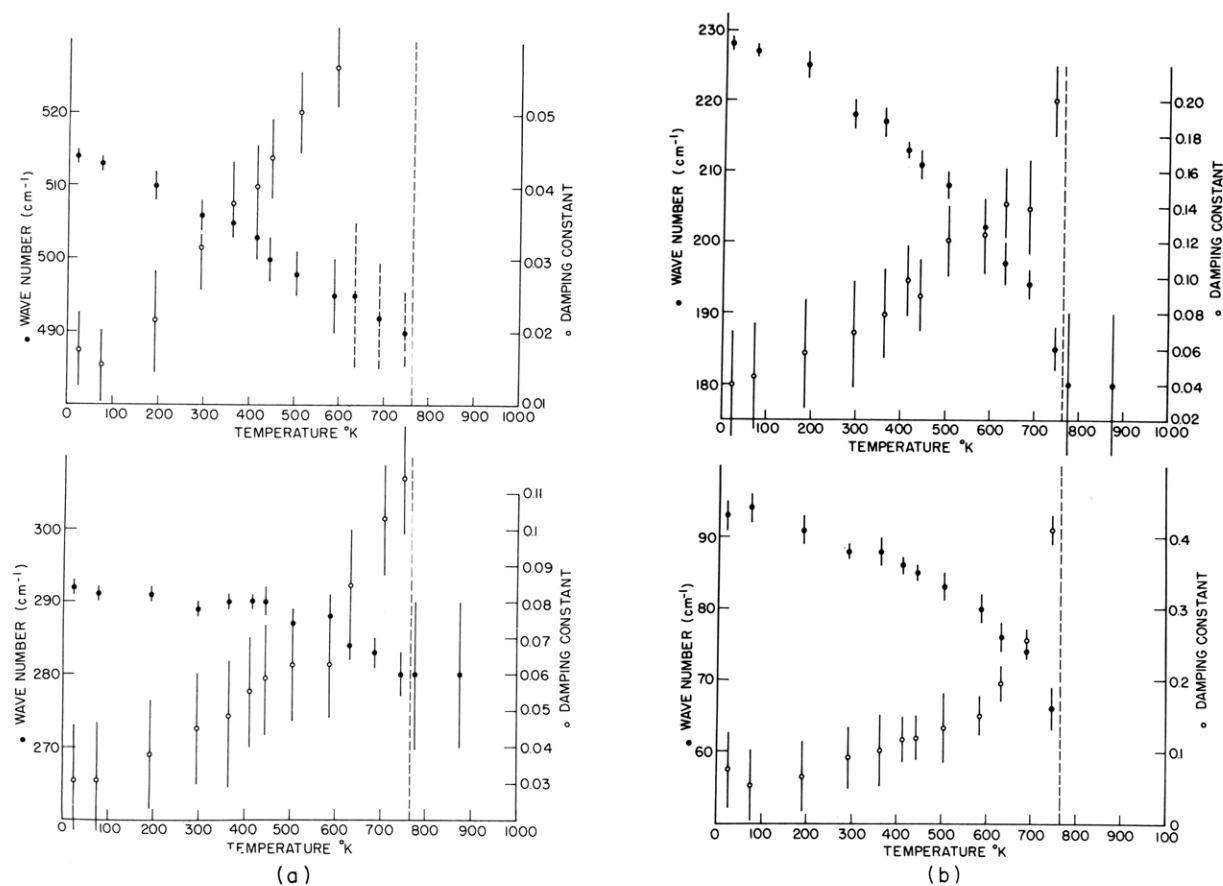 520
510
500
490
● WAVE NUMBER (cm⁻¹)
0.05
0.04
0.03
0.02
0.01
○ DAMPING CONSTANT
0 100 200 300 400 500 600 700 800 900 1000
TEMPERATURE °K
300
290
280
270
● WAVE NUMBER (cm⁻¹)
0.11
0.1
0.09
0.08
0.07
0.06
0.05
0.04
0.03
○ DAMPING CONSTANT
0 100 200 300 400 500 600 700 800 900 1000
TEMPERATURE °K
(a)
230
220
210
200
190
180
● WAVE NUMBER (cm⁻¹)
0.20
0.18
0.16
0.14
0.12
0.10
0.08
0.06
0.04
0.02
○ DAMPING CONSTANT
0 100 200 300 400 500 600 700 800 900 1000
TEMPERATURE °K
90
80
70
60
● WAVE NUMBER (cm⁻¹)
0.4
0.3
0.2
0.1
0
○ DAMPING CONSTANT
0 100 200 300 400 500 600 700 800 900 100
TEMPERATURE °K
(b)